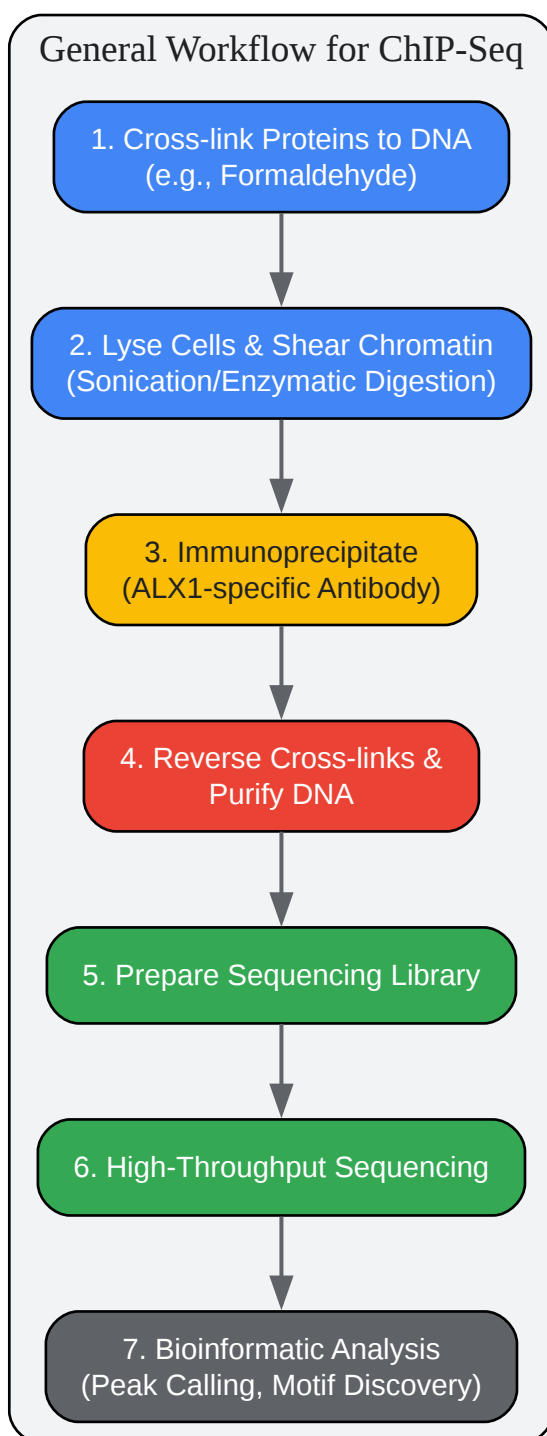 General Workflow for ChIP-Seq
1. Cross-link Proteins to DNA
(e.g., Formaldehyde)
2. Lyse Cells & Shear Chromatin
(Sonication/Enzymatic Digestion)
3. Immunoprecipitate
(ALX1-specific Antibody)
4. Reverse Cross-links &
Purify DNA
5. Prepare Sequencing Library
6. High-Throughput Sequencing
7. Bioinformatic Analysis
(Peak Calling, Motif Discovery)